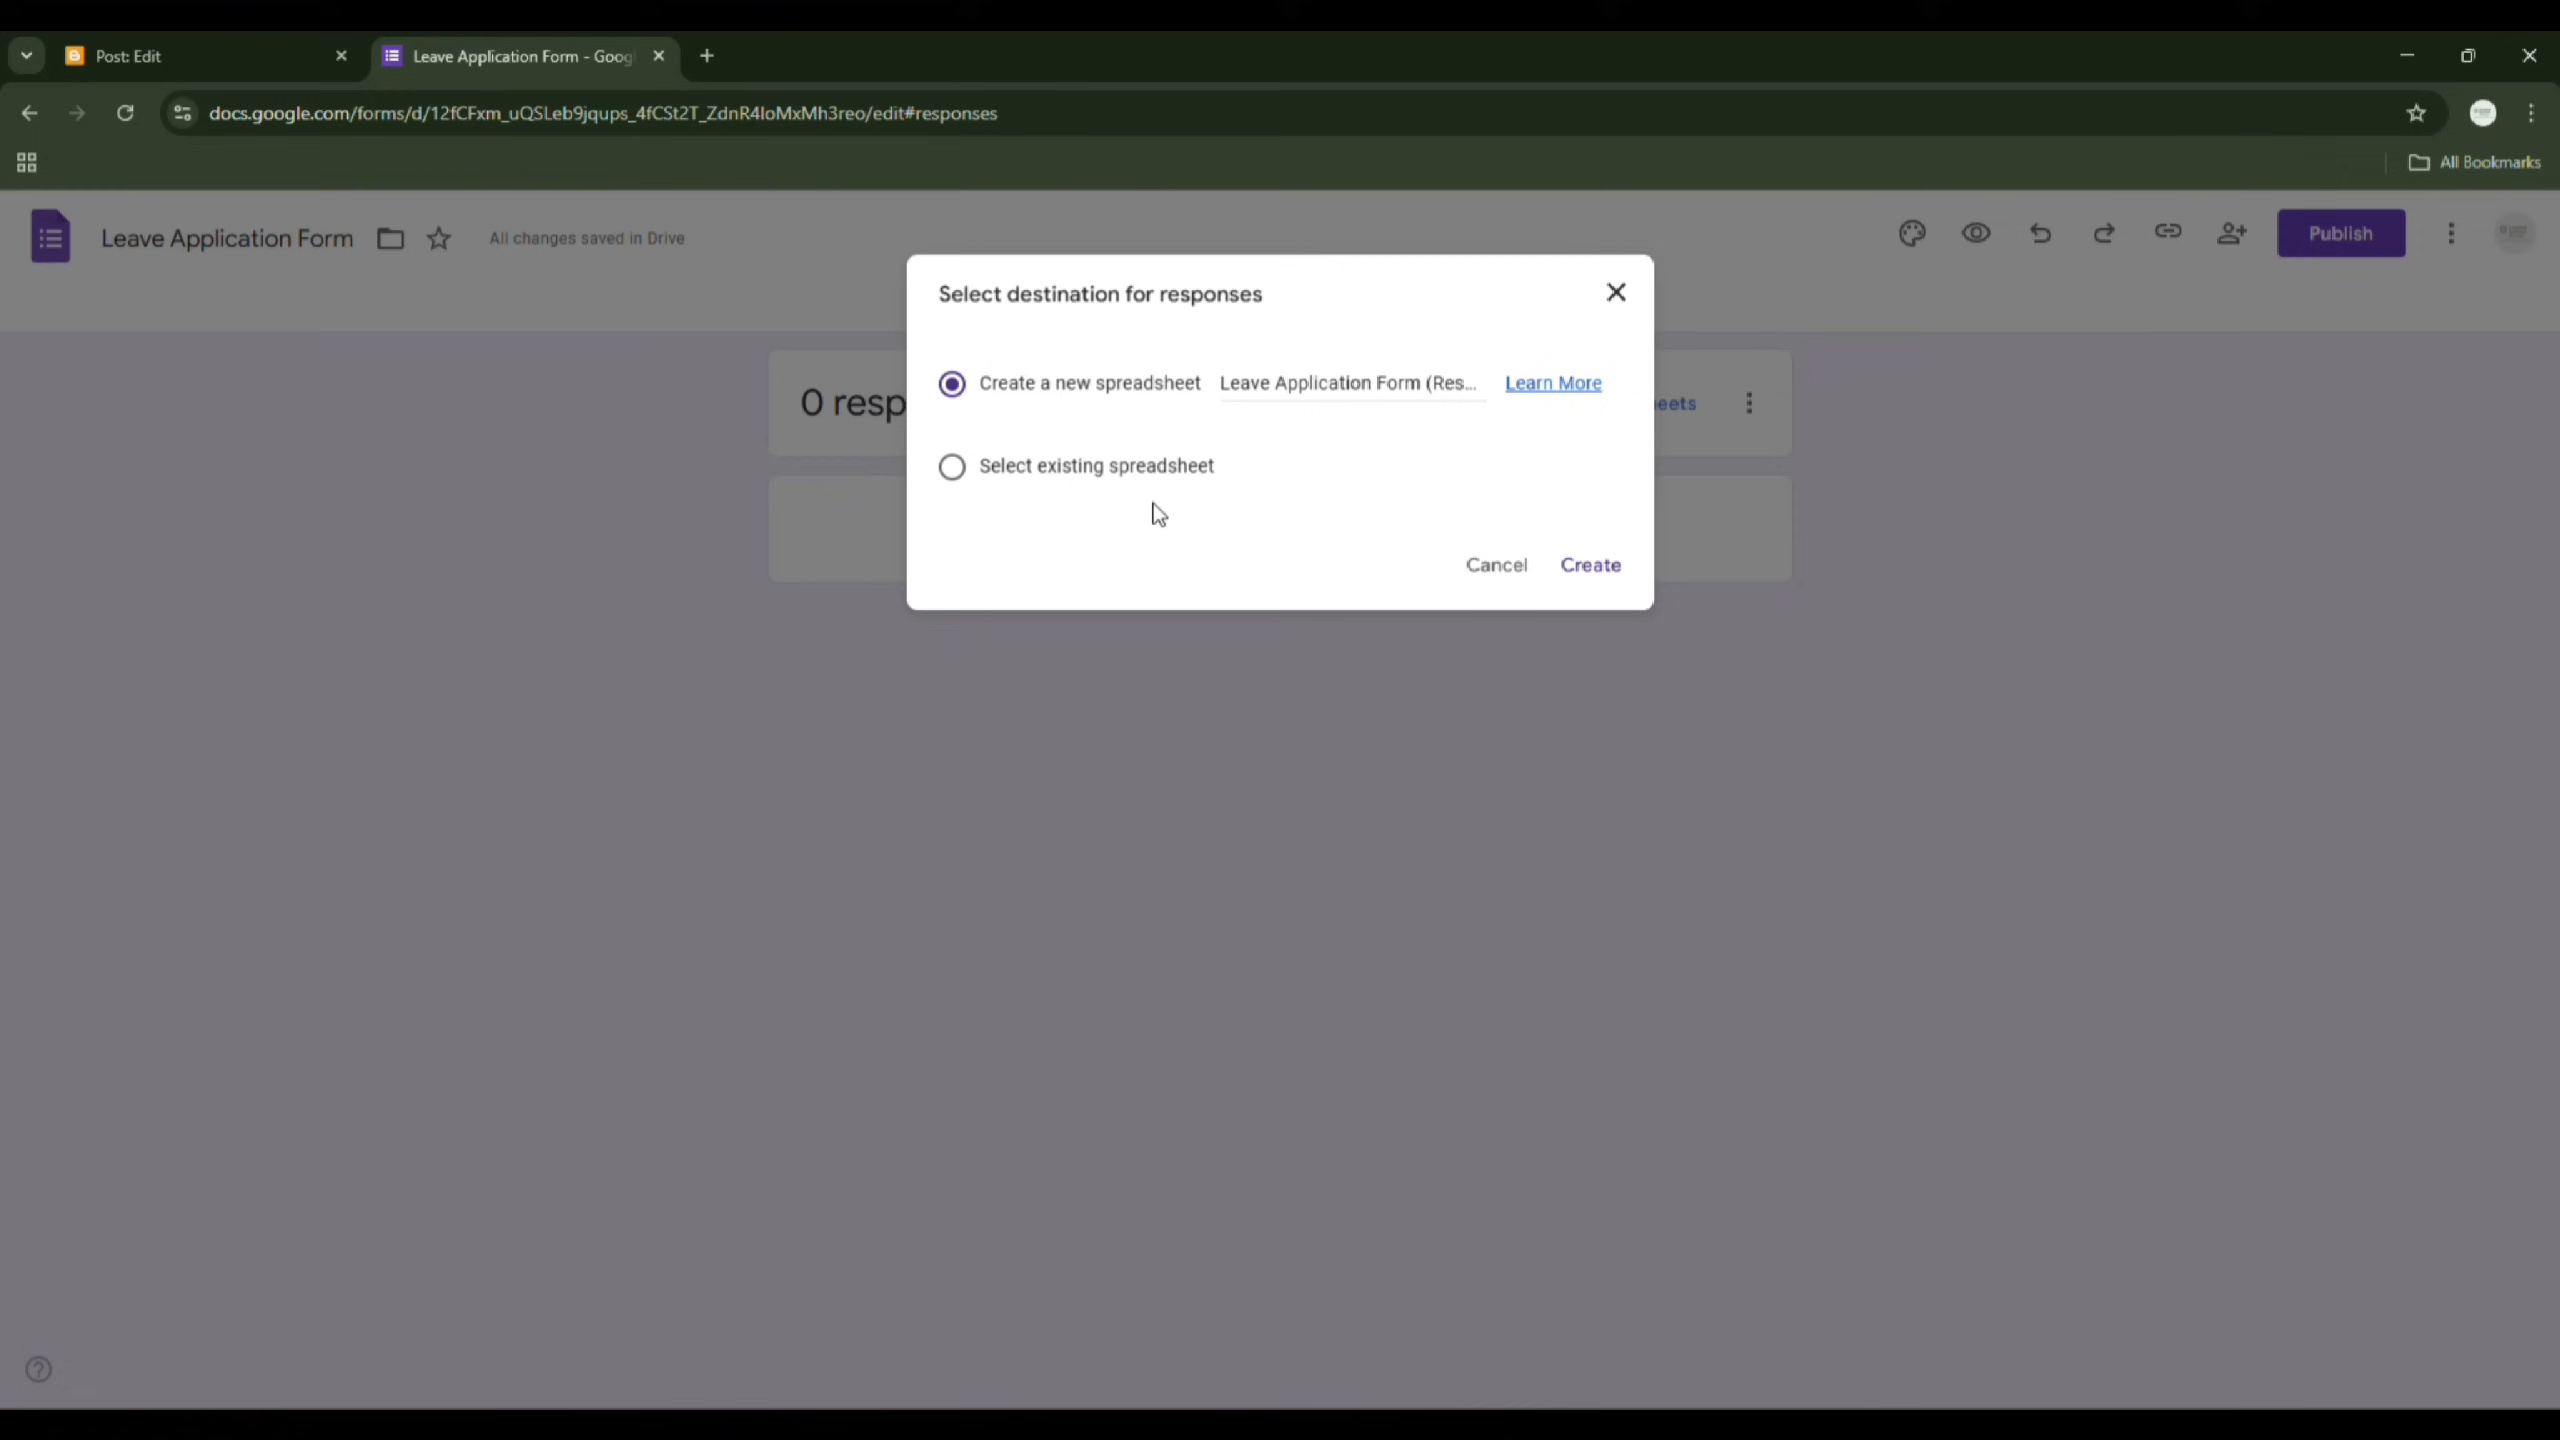 Post: Edit
Leave Application Form - Goog
docs.google.com/forms/d/12fCFxm_uQSLeb9jqups_4fCSt2T_ZdnR4loMxMh3reo/edit#responses
All Bookmarks
Leave Application Form
All changes saved in Drive
Publish
Select destination for responses
Create a new spreadsheet Leave Application Form (Res... Learn More
0 resp
eets
Select existing spreadsheet
Cancel Create